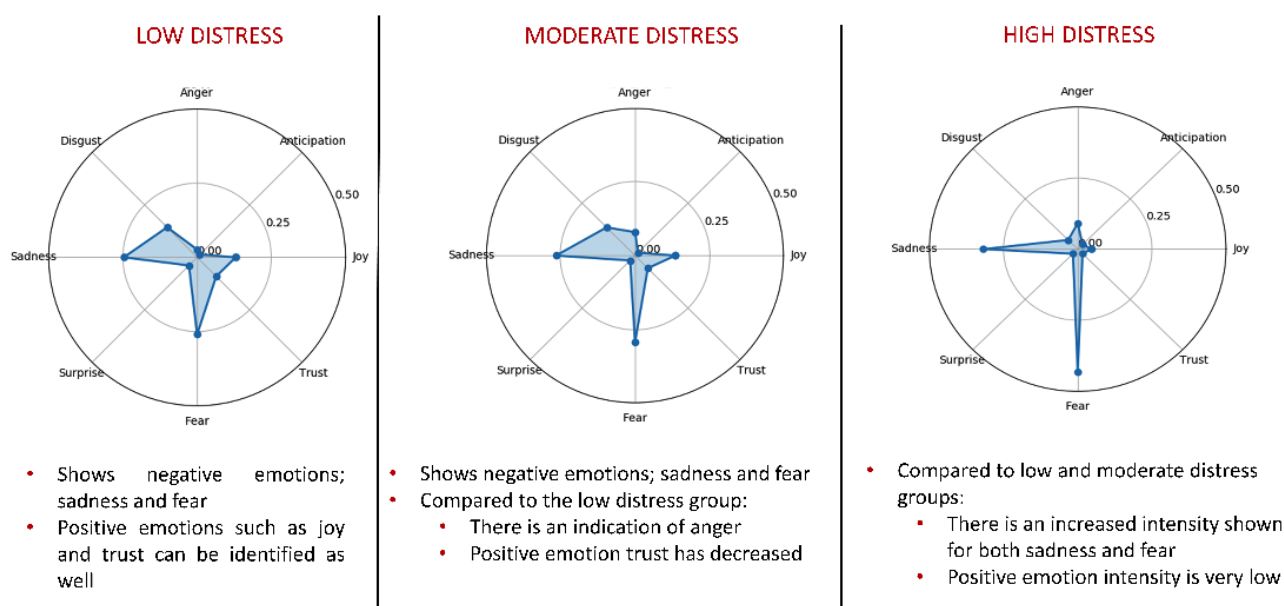 LOW DISTRESS
Anger
Disgust
Anticipation
0.50
0.25
0.00
Sadness
Joy
Surprise
Trust
Fear
• Shows negative emotions;
sadness and fear
• Positive emotions such as joy
and trust can be identified as
well
MODERATE DISTRESS
Anger
Disgust
Anticipation
0.50
0.25
0.00
Sadness
Joy
Surprise
Trust
Fear
• Shows negative emotions; sadness and fear
• Compared to the low distress group:
• There is an indication of anger
• Positive emotion trust has decreased
HIGH DISTRESS
Anger
Disgust
Anticipation
0.50
0.25
0.00
Sadness
Joy
Surprise
Trust
Fear
• Compared to low and moderate distress
groups:
• There is an increased intensity shown
for both sadness and fear
• Positive emotion intensity is very low